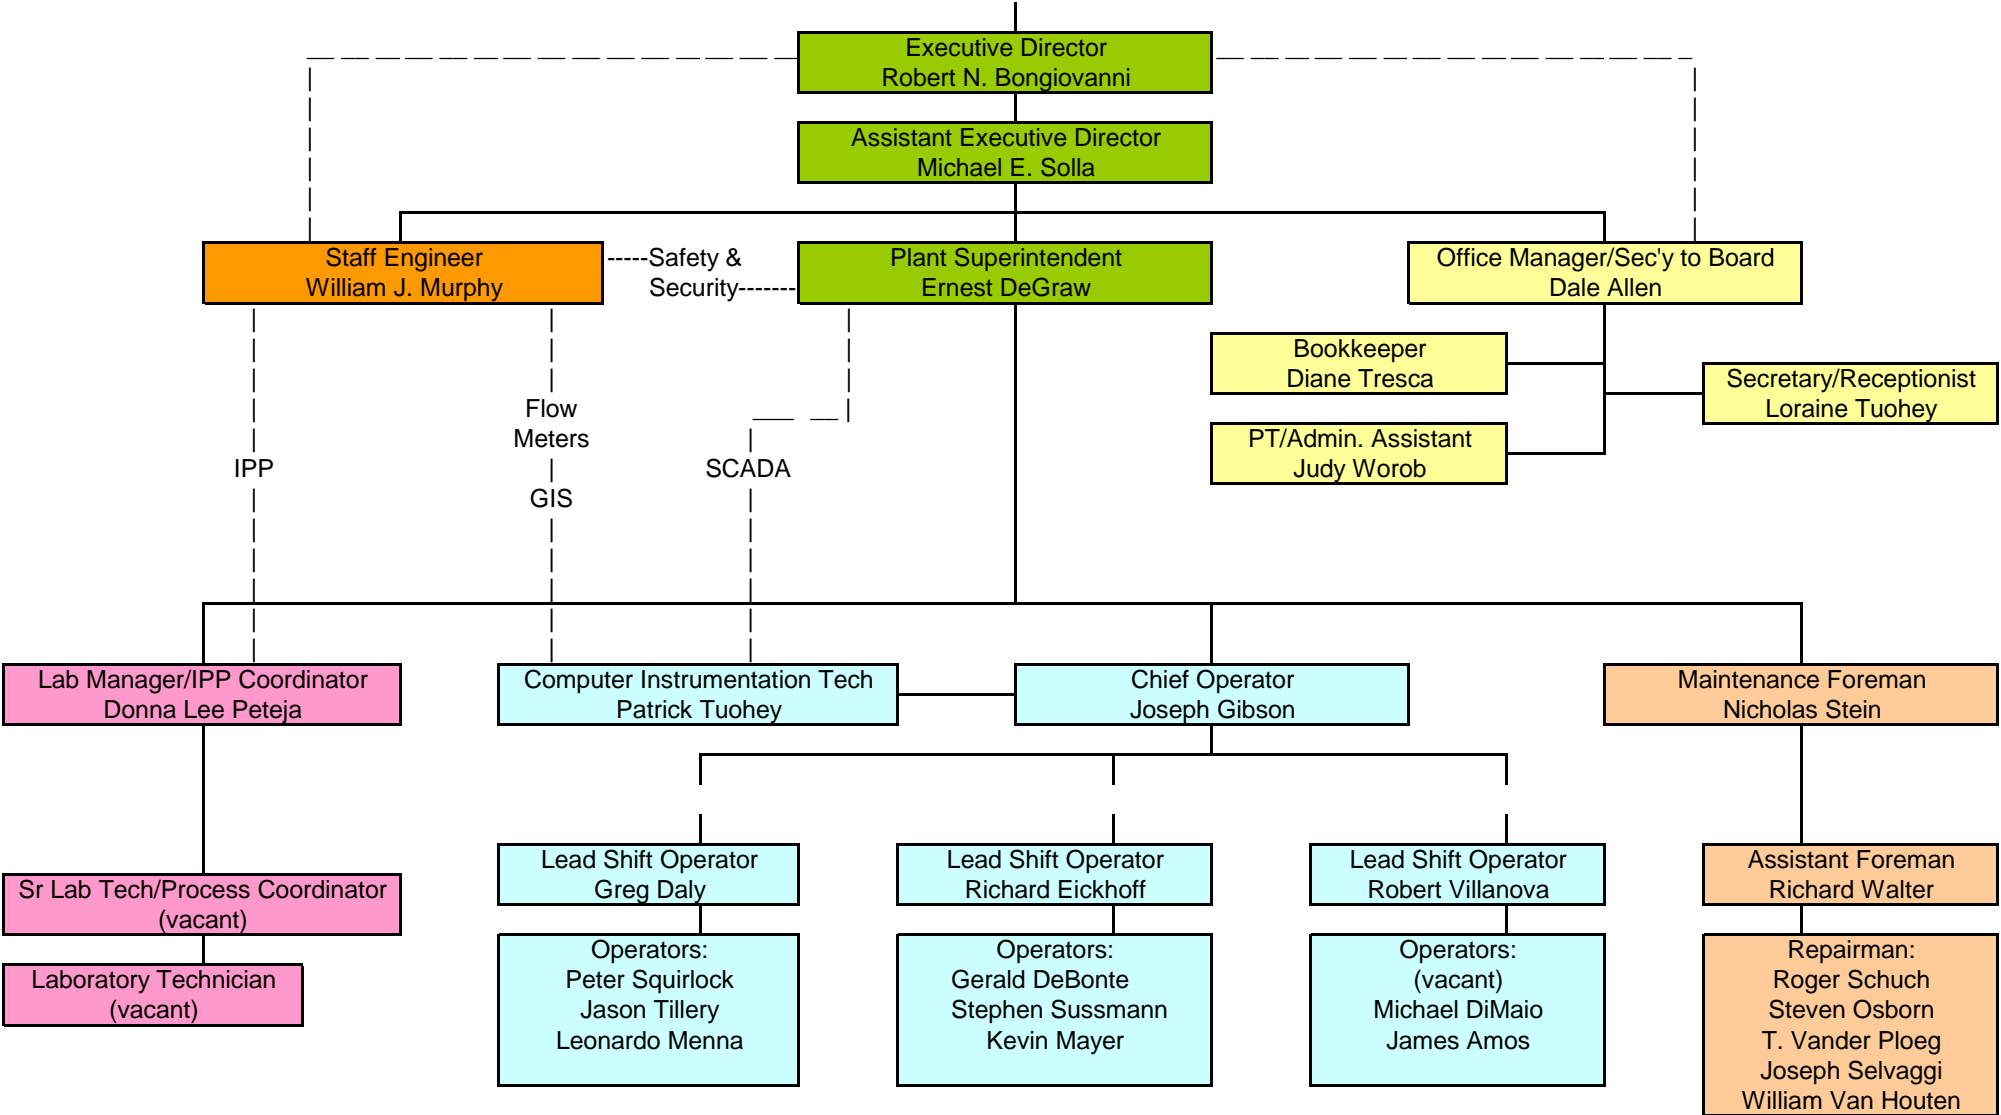 Executive Director
Robert N. Bongiovanni
Assistant Executive Director
Michael E. Solla
Staff Engineer
William J. Murphy
-----Safety &
Security-------
Plant Superintendent
Ernest DeGraw
Office Manager/Sec'y to Board
Dale Allen
Bookkeeper
Diane Tresca
Secretary/Receptionist
Loraine Tuohey
PT/Admin. Assistant
Judy Worob
IPP
Flow
Meters
GIS
SCADA
Lab Manager/IPP Coordinator
Donna Lee Peteja
Computer Instrumentation Tech
Patrick Tuohey
Chief Operator
Joseph Gibson
Maintenance Foreman
Nicholas Stein
Sr Lab Tech/Process Coordinator
(vacant)
Laboratory Technician
(vacant)
Lead Shift Operator
Greg Daly
Operators:
Peter Squirlock
Jason Tillery
Leonardo Menna
Lead Shift Operator
Richard Eickhoff
Operators:
Gerald DeBonte
Stephen Sussmann
Kevin Mayer
Lead Shift Operator
Robert Villanova
Operators:
(vacant)
Michael DiMaio
James Amos
Assistant Foreman
Richard Walter
Repairman:
Roger Schuch
Steven Osborn
T. Vander Ploeg
Joseph Selvaggi
William Van Houten